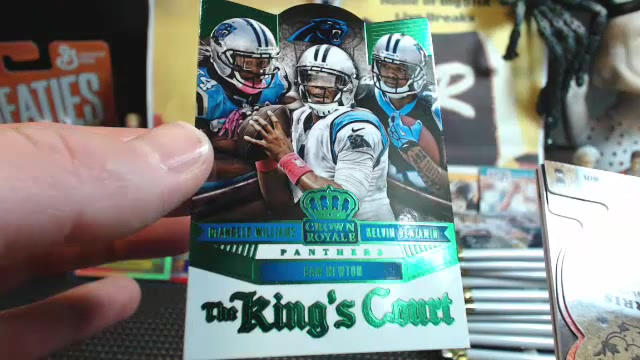 EATIES
DEANGELO WILLIAMS
CROWN
ROYALE
KELVIN BENJAMIN
PANTHERS
CAM NEWTON
The King's Court